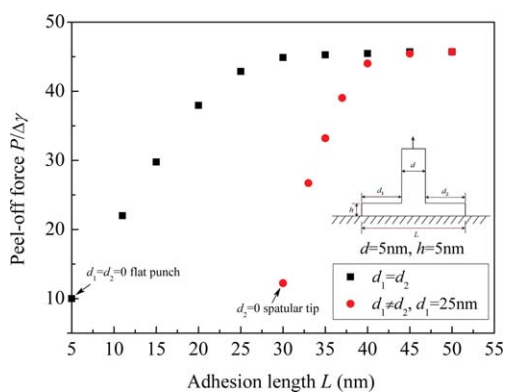 50
40
30
20
10
0
5 10 15 20 25 30 35 40 45 50 55
Peel-off force P/Δγ
Adhesion length L (nm)
d₁=d₂=0 flat punch
d₂=0 spatular tip
d₁ d d₂
h
L
d=5nm, h=5nm
d₁=d₂
d₁≠d₂, d₁=25nm